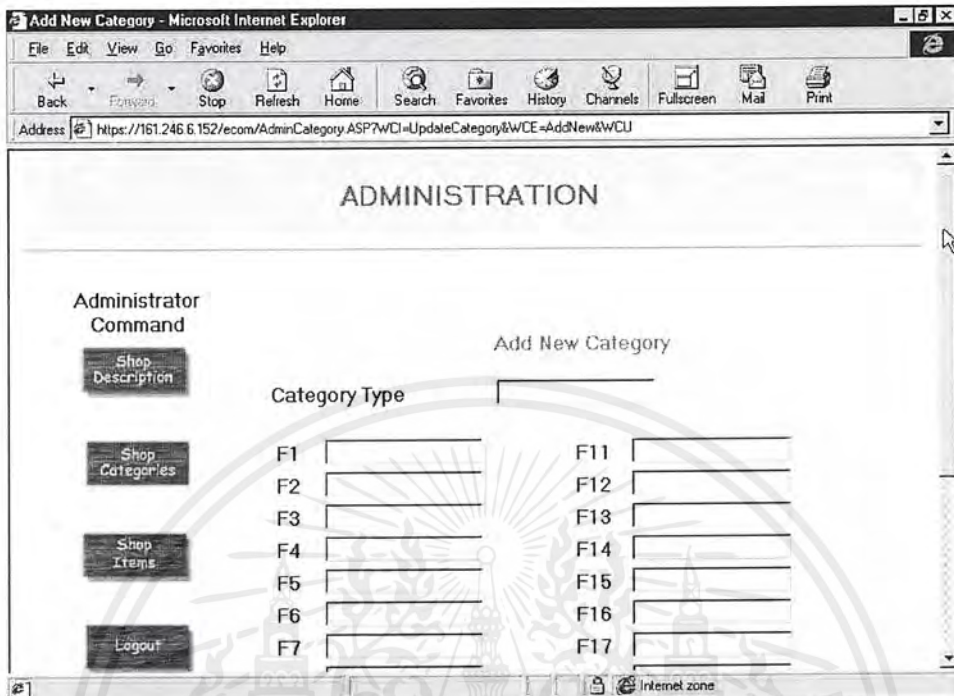 Add New Category - Microsoft Internet Explorer
File Edit View Go Favorites Help
Back Forward Stop Refresh Home Search Favorites History Channels Fullscreen Mail Print
Address https://161.246.6.152/ecom/AdminCategory.ASP?WCI=UpdateCategory&WCE=AddNew&WCU
ADMINISTRATION
Administrator
Command
Shop
Description
Shop
Categories
Shop
Items
Logout
Add New Category
Category Type
F1 F11
F2 F12
F3 F13
F4 F14
F5 F15
F6 F16
F7 F17
Internet zone